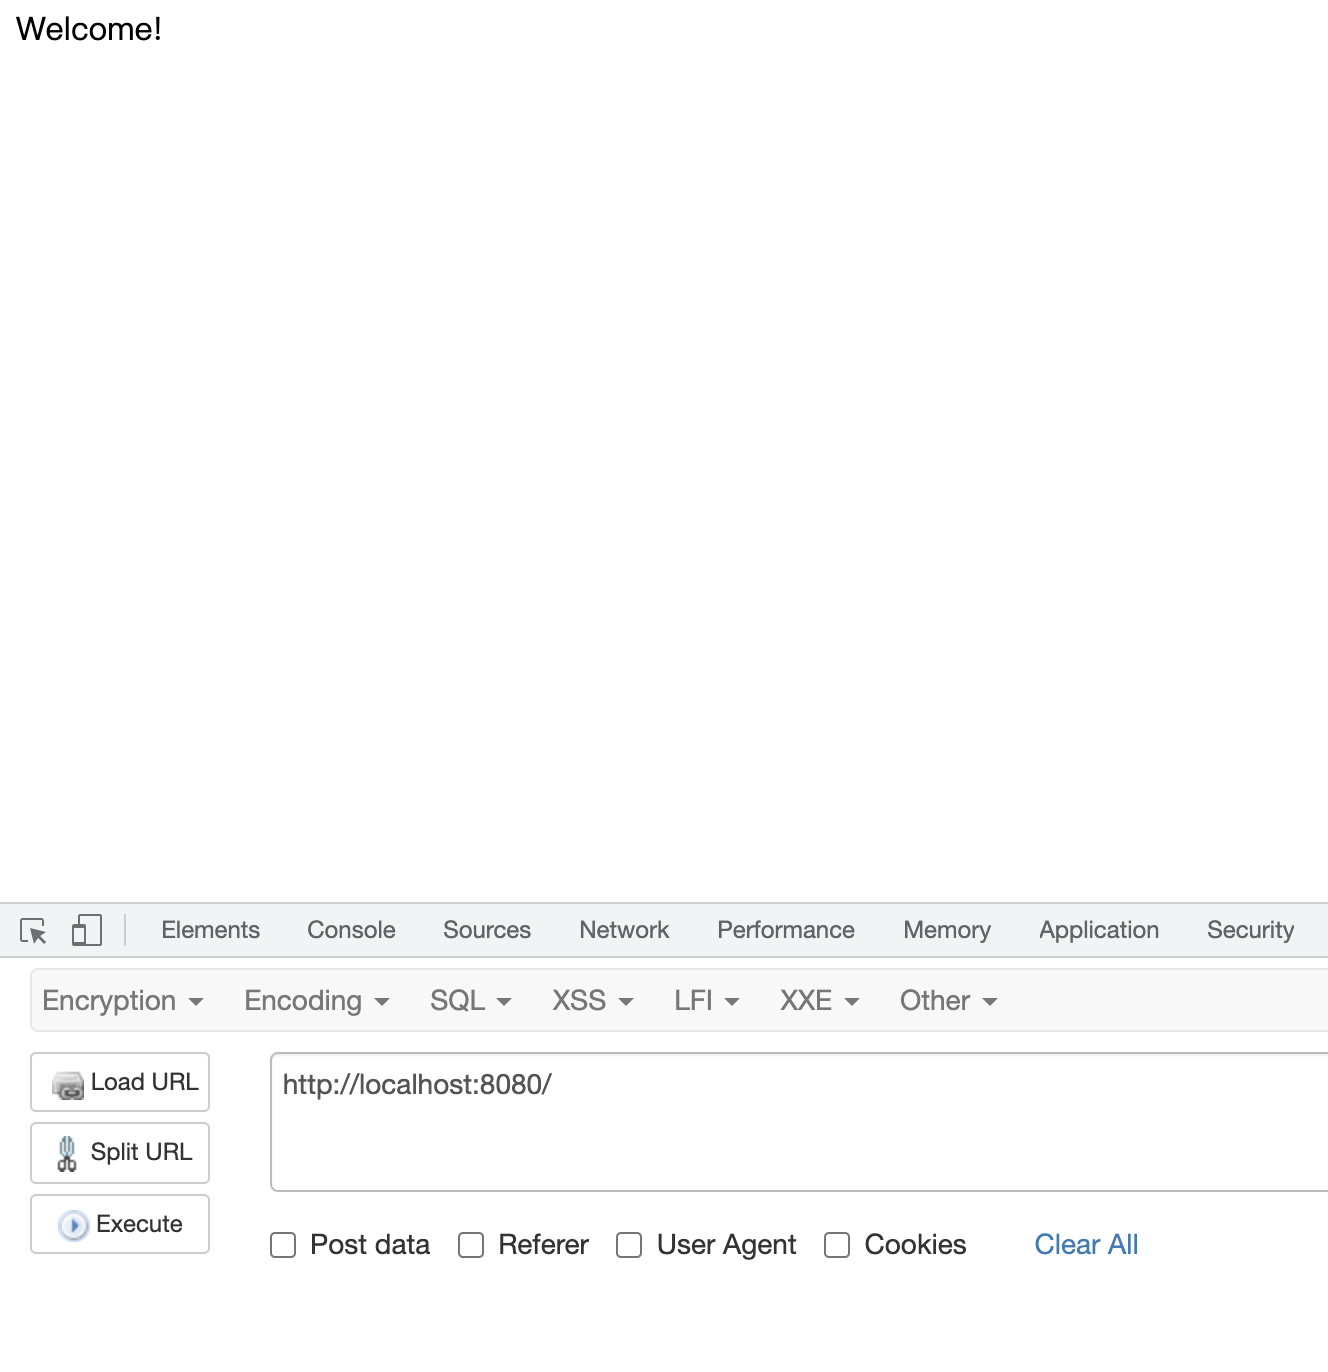 Welcome!
Elements Console Sources Network Performance Memory Application Security
Encryption Encoding SQL XSS LFI XXE Other
Load URL
http://localhost:8080/
Split URL
Execute
Post data Referer User Agent Cookies Clear All